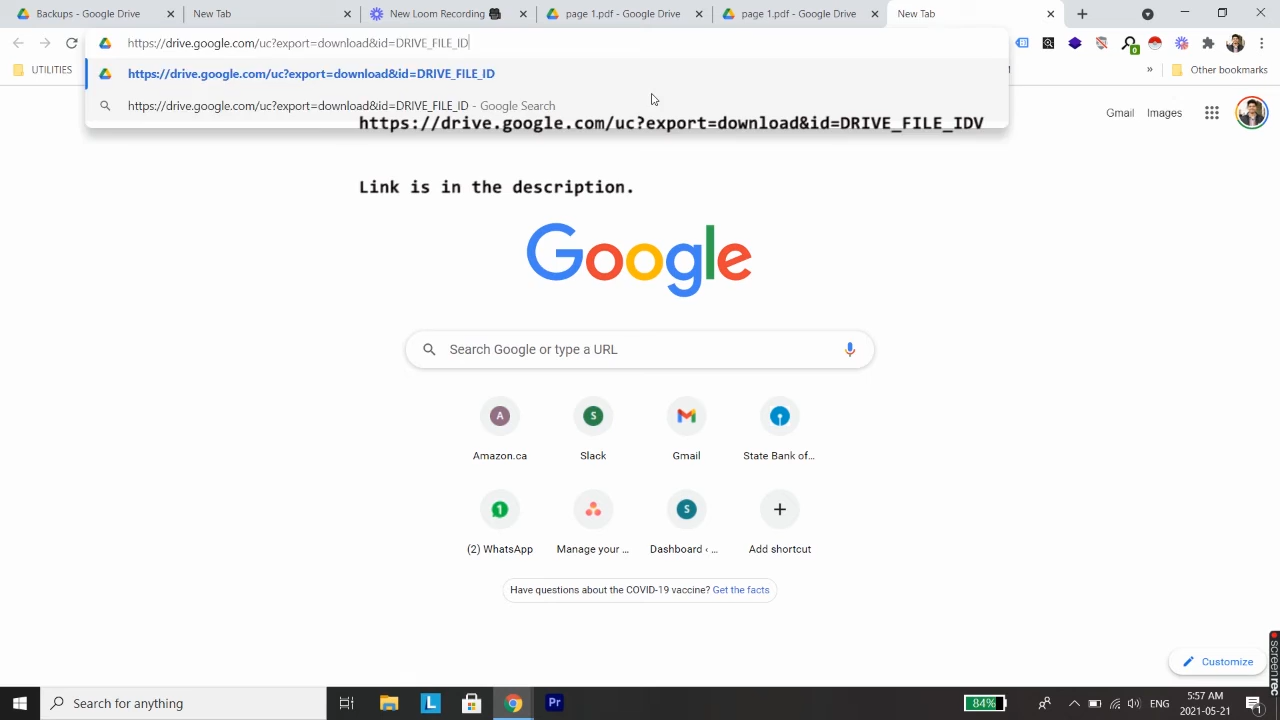 Backups - Google Drive
New Tab
New Loom Recording
page 1.pdf - Google Drive
page 1.pdf - Google Drive
New Tab
https://drive.google.com/uc?export=download&id=DRIVE_FILE_ID
0
UTILITIES
https://drive.google.com/uc?export=download&id=DRIVE_FILE_ID
»
Other bookmarks
https://drive.google.com/uc?export=download&id=DRIVE_FILE_ID - Google Search
https://drive.google.com/uc?export=download&id=DRIVE_FILE_IDV
Gmail
Images
Link is in the description.
Google
Search Google or type a URL
A
S
Amazon.ca
Slack
Gmail
State Bank of...
1
S
(2) WhatsApp
Manage your ...
Dashboard ‹ ...
Add shortcut
Have questions about the COVID-19 vaccine? Get the facts
Customize
screenrec
Search for anything
L
Pr
84%
ENG
5:57 AM
2021-05-21
1